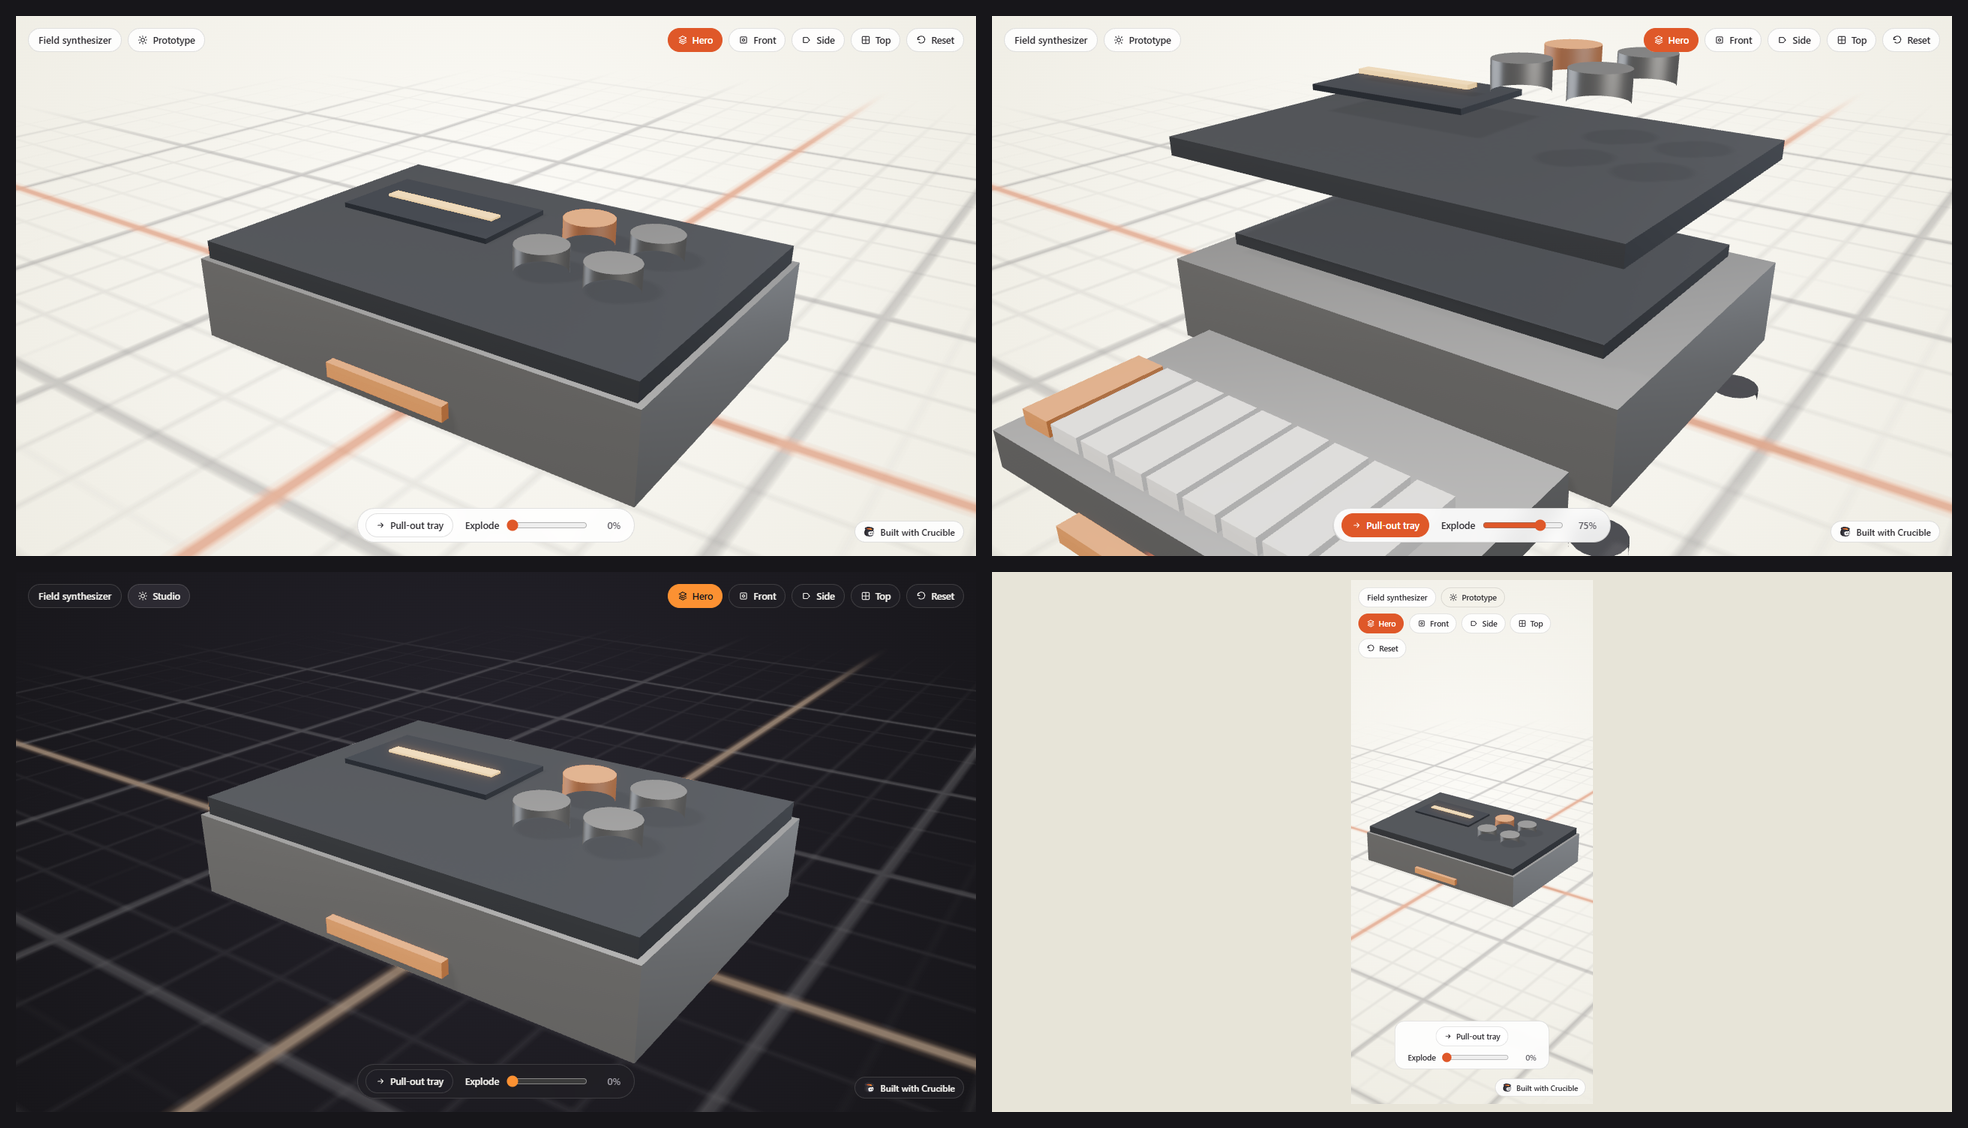 Field synthesizer Prototype Hero Front Side Top Reset
Pull-out tray Explode 0%
Built with Crucible
Field synthesizer Prototype Hero Front Side Top Reset
Pull-out tray Explode 75%
Built with Crucible
Field synthesizer Studio Hero Front Side Top Reset
Pull-out tray Explode 0%
Built with Crucible
Field synthesizer Prototype
Hero Front Side Top
Reset
Pull-out tray
Explode 0%
Built with Crucible